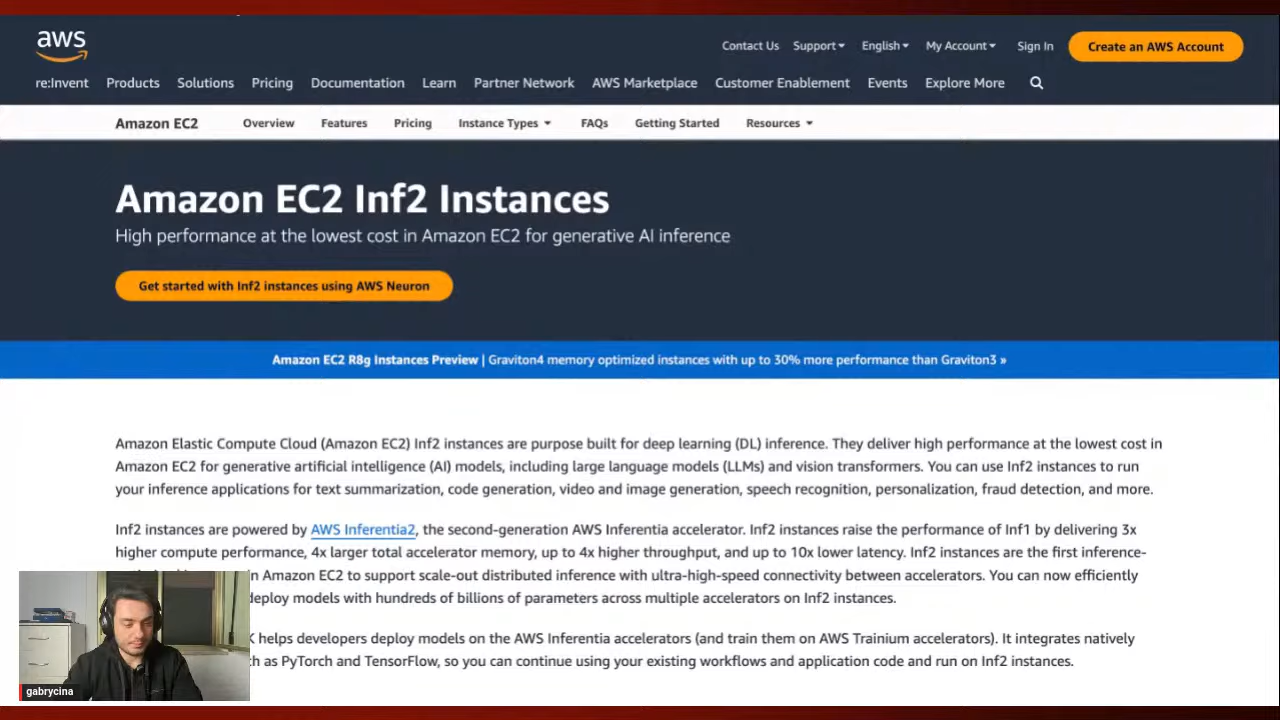 aws
Contact Us Support English My Account Sign In Create an AWS Account
re:Invent Products Solutions Pricing Documentation Learn Partner Network AWS Marketplace Customer Enablement Events Explore More
Amazon EC2 Overview Features Pricing Instance Types FAQs Getting Started Resources
Amazon EC2 Inf2 Instances
High performance at the lowest cost in Amazon EC2 for generative AI inference
Get started with Inf2 instances using AWS Neuron
Amazon EC2 R8g Instances Preview | Graviton4 memory optimized instances with up to 30% more performance than Graviton3 »
Amazon Elastic Compute Cloud (Amazon EC2) Inf2 instances are purpose built for deep learning (DL) inference. They deliver high performance at the lowest cost in
Amazon EC2 for generative artificial intelligence (AI) models, including large language models (LLMs) and vision transformers. You can use Inf2 instances to run
your inference applications for text summarization, code generation, video and image generation, speech recognition, personalization, fraud detection, and more.
Inf2 instances are powered by AWS Inferentia2, the second-generation AWS Inferentia accelerator. Inf2 instances raise the performance of Inf1 by delivering 3x
higher compute performance, 4x larger total accelerator memory, up to 4x higher throughput, and up to 10x lower latency. Inf2 instances are the first inference-
in Amazon EC2 to support scale-out distributed inference with ultra-high-speed connectivity between accelerators. You can now efficiently
deploy models with hundreds of billions of parameters across multiple accelerators on Inf2 instances.
K helps developers deploy models on the AWS Inferentia accelerators (and train them on AWS Trainium accelerators). It integrates natively
h as PyTorch and TensorFlow, so you can continue using your existing workflows and application code and run on Inf2 instances.
gabrycina